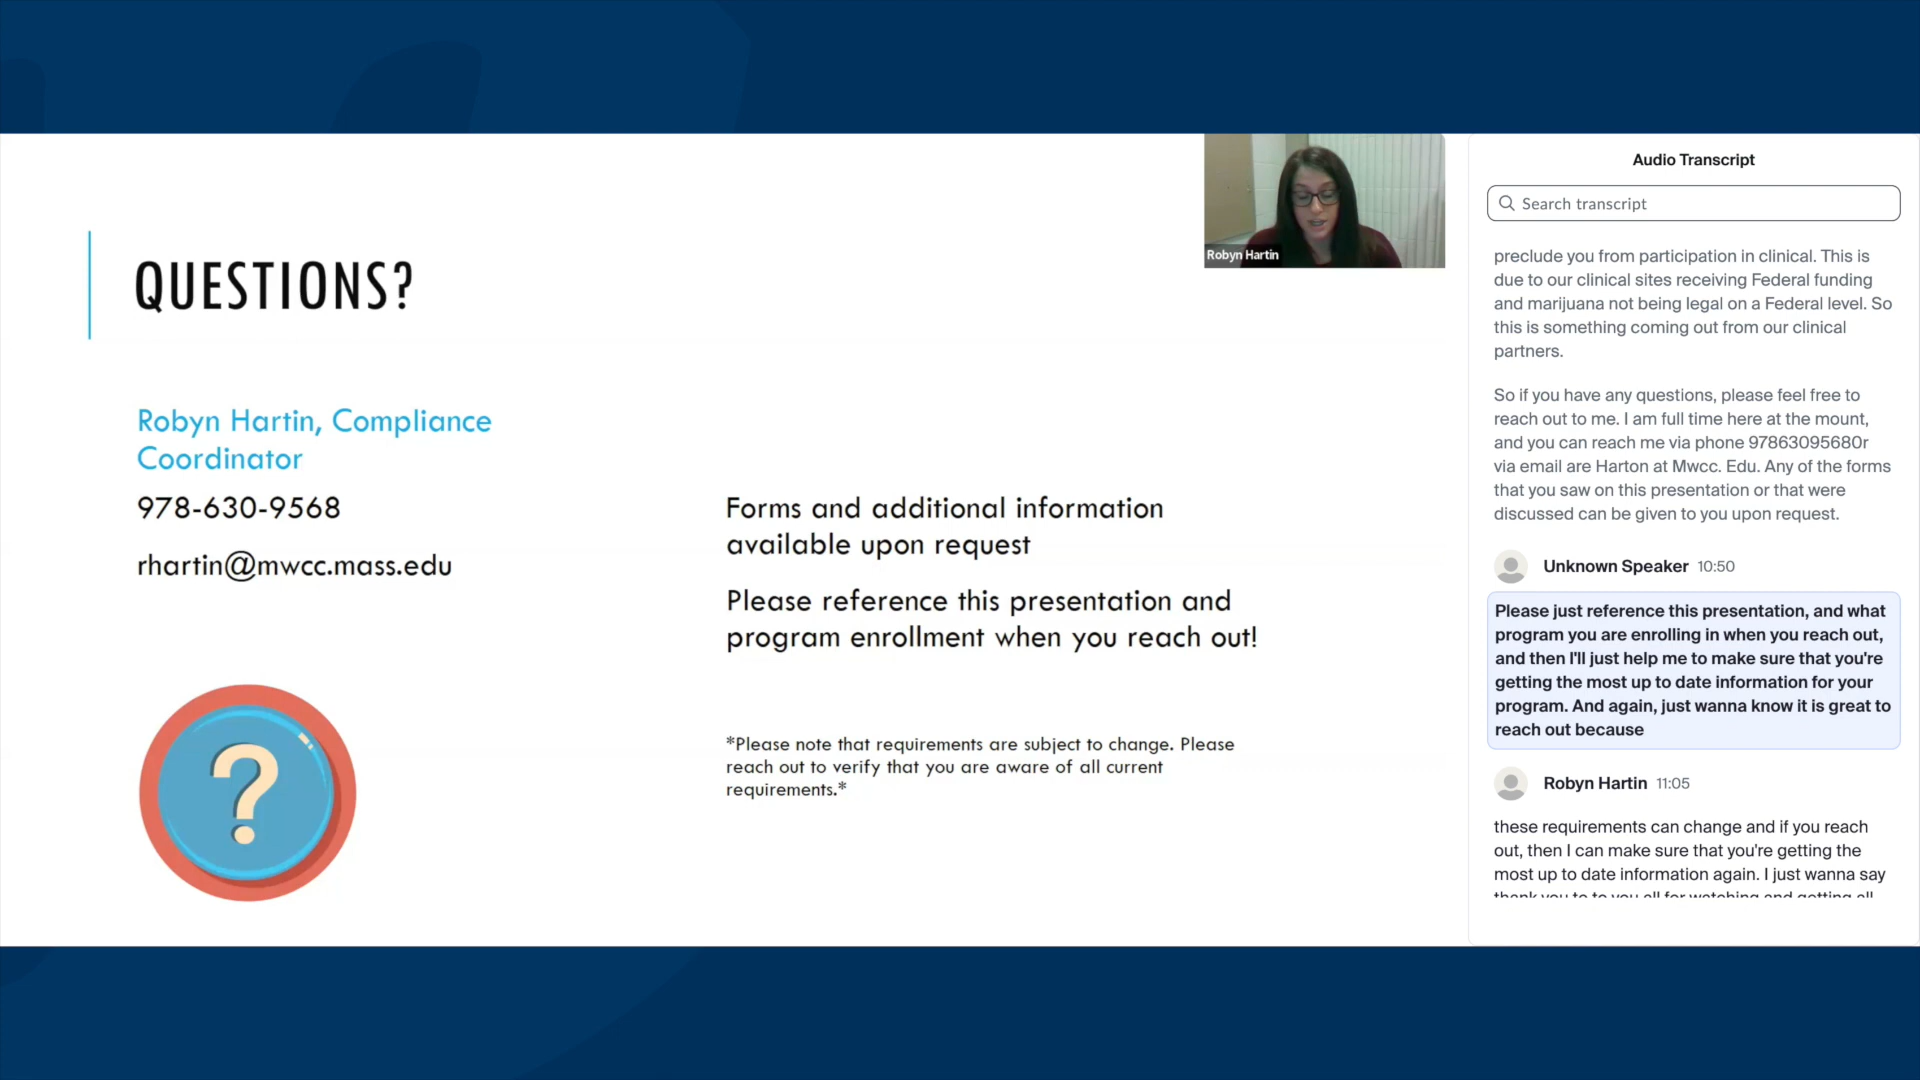 QUESTIONS?
Robyn Hartin, Compliance
Coordinator
978-630-9568
rhartin@mwcc.mass.edu
?
Forms and additional information
available upon request
Please reference this presentation and
program enrollment when you reach out!
*Please note that requirements are subject to change. Please
reach out to verify that you are aware of all current
requirements.*
Robyn Hartin
Audio Transcript
Search transcript
preclude you from participation in clinical. This is
due to our clinical sites receiving Federal funding
and marijuana not being legal on a Federal level. So
this is something coming out from our clinical
partners.
So if you have any questions, please feel free to
reach out to me. I am full time here at the mount,
and you can reach me via phone 97863095680r
via email are Harton at Mwcc. Edu. Any of the forms
that you saw on this presentation or that were
discussed can be given to you upon request.
Unknown Speaker 10:50
Please just reference this presentation, and what
program you are enrolling in when you reach out,
and then I'll just help me to make sure that you're
getting the most up to date information for your
program. And again, just wanna know it is great to
reach out because
Robyn Hartin 11:05
these requirements can change and if you reach
out, then I can make sure that you're getting the
most up to date information again. I just wanna say
thank you to to you all for watching and getting all